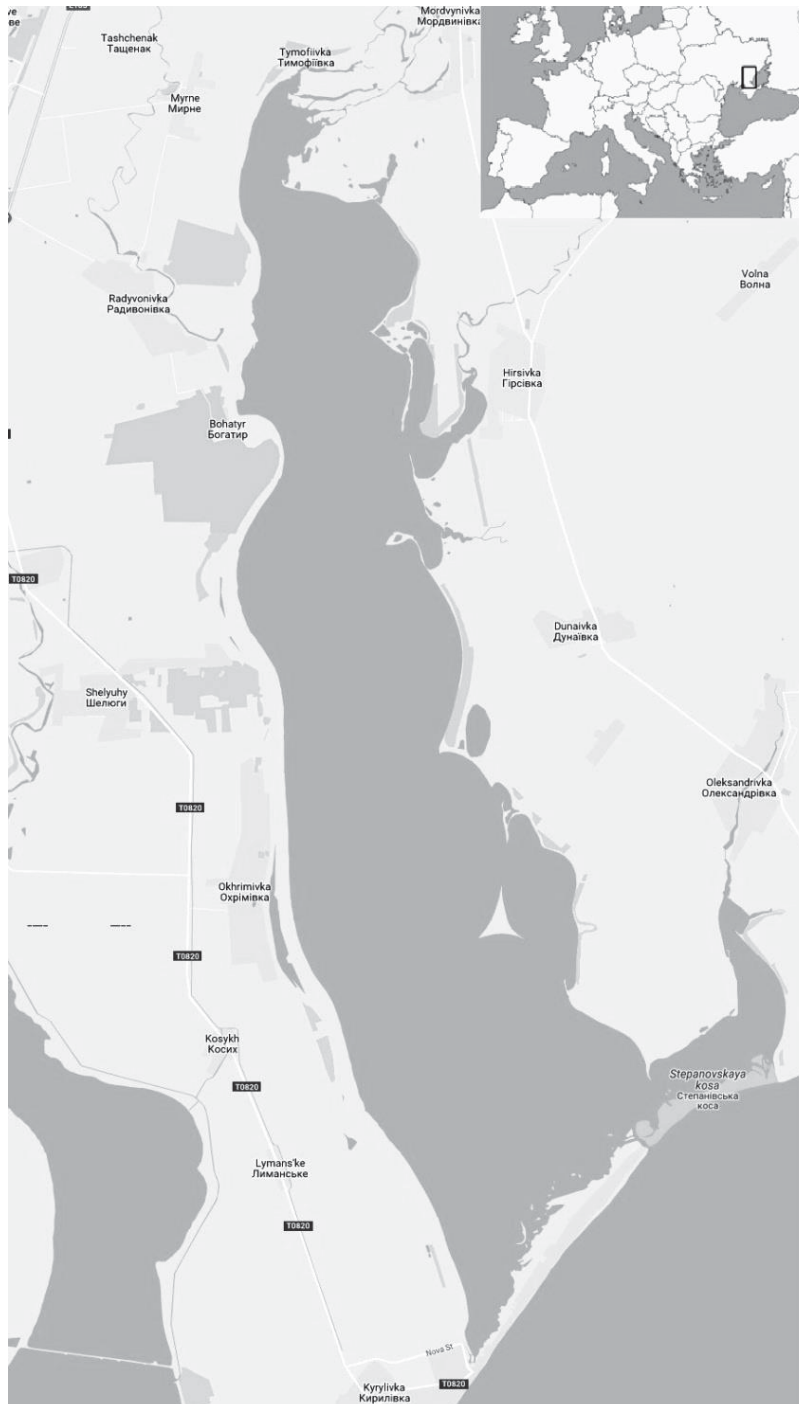 Tashchenak
Тащенак
Tymofiivka
Тимофіївка
Mordvynivka
Мордвинівка
Myrne
Мирне
Radyvonivka
Радивонівка
Volna
Волна
Hirsivka
Гірсівка
Bohatyr
Богатир
T0820
Dunaivka
Дунаївка
Shelyuhy
Шелюги
Oleksandrivka
Олександрівка
T0820
Okhrimivka
Охрімівка
T0820
Kosykh
Косих
Stepanovskaya
kosa
Степанівська
коса
T0820
Lymans'ke
Лиманське
T0820
Nova St
Kyrylivka
Кирилівка
T0820